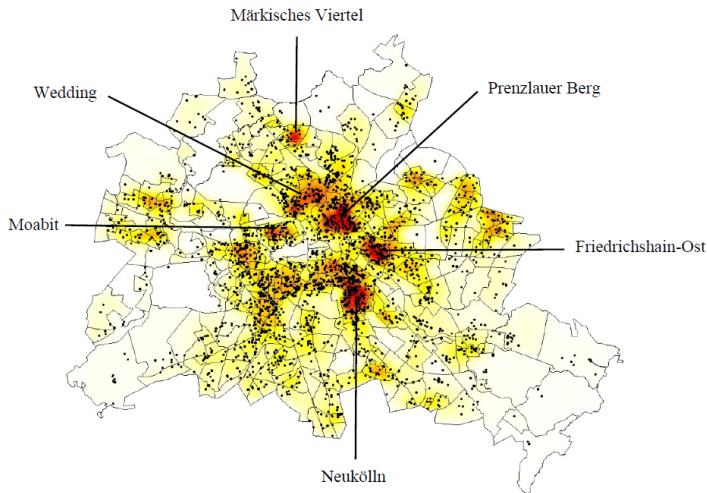 Märkisches Viertel
Wedding
Prenzlauer Berg
Moabit
Friedrichshain-Ost
Neukölln